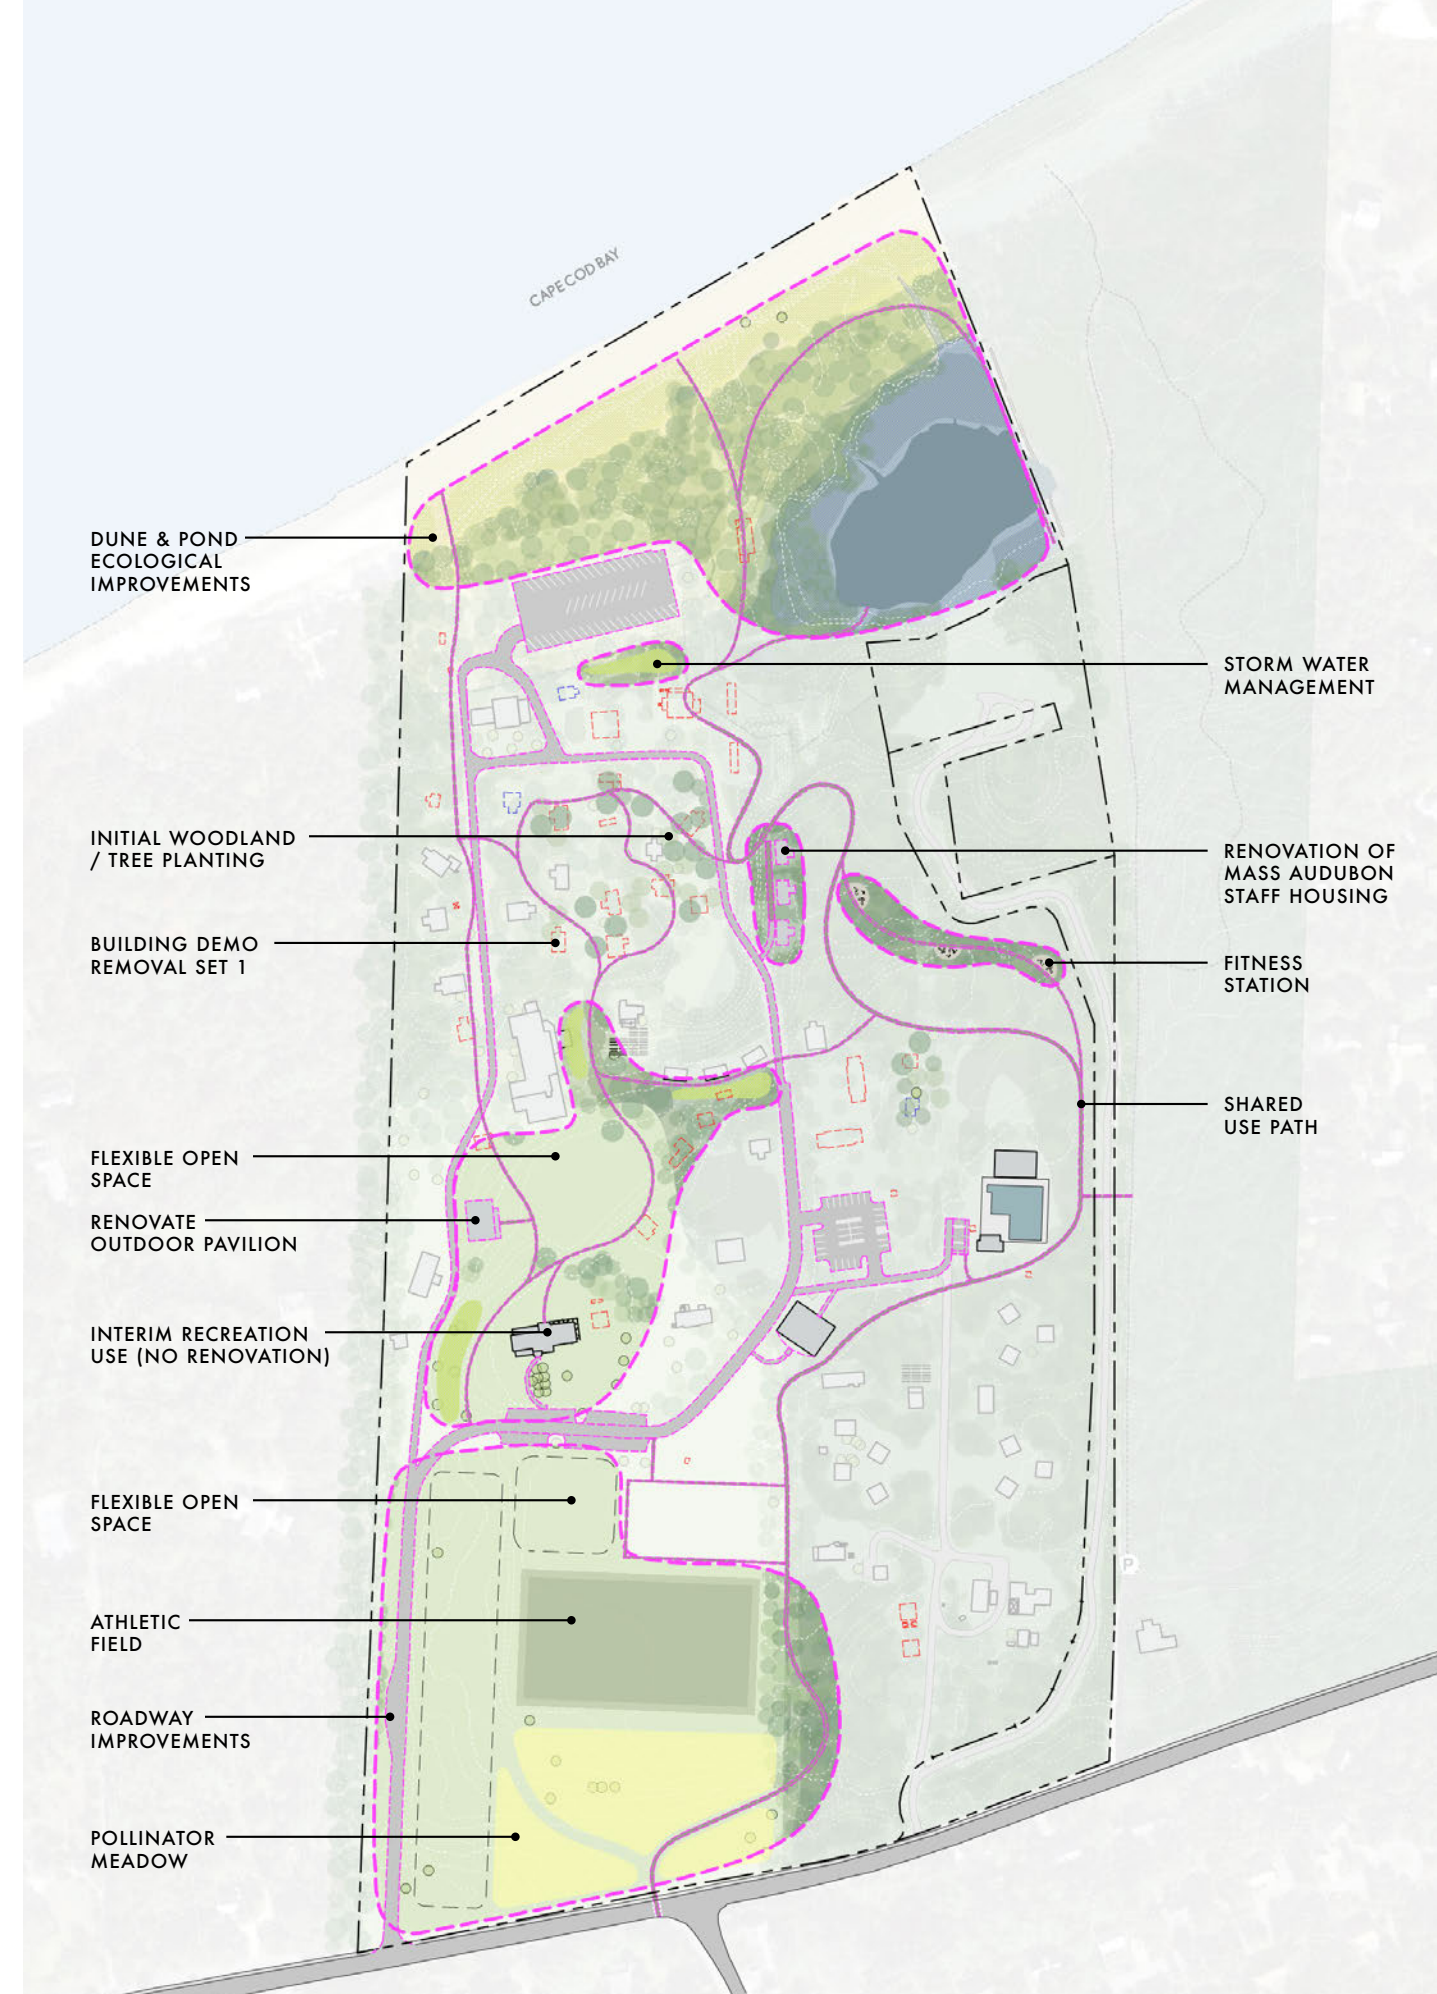 CAPE COD BAY
DUNE & POND
ECOLOGICAL
IMPROVEMENTS
STORM WATER
MANAGEMENT
INITIAL WOODLAND
/ TREE PLANTING
RENOVATION OF
MASS AUDUBON
STAFF HOUSING
BUILDING DEMO
REMOVAL SET 1
FITNESS
STATION
SHARED
USE PATH
FLEXIBLE OPEN
SPACE
RENOVATE
OUTDOOR PAVILION
INTERIM RECREATION
USE (NO RENOVATION)
FLEXIBLE OPEN
SPACE
P
ATHLETIC
FIELD
ROADWAY
IMPROVEMENTS
POLLINATOR
MEADOW